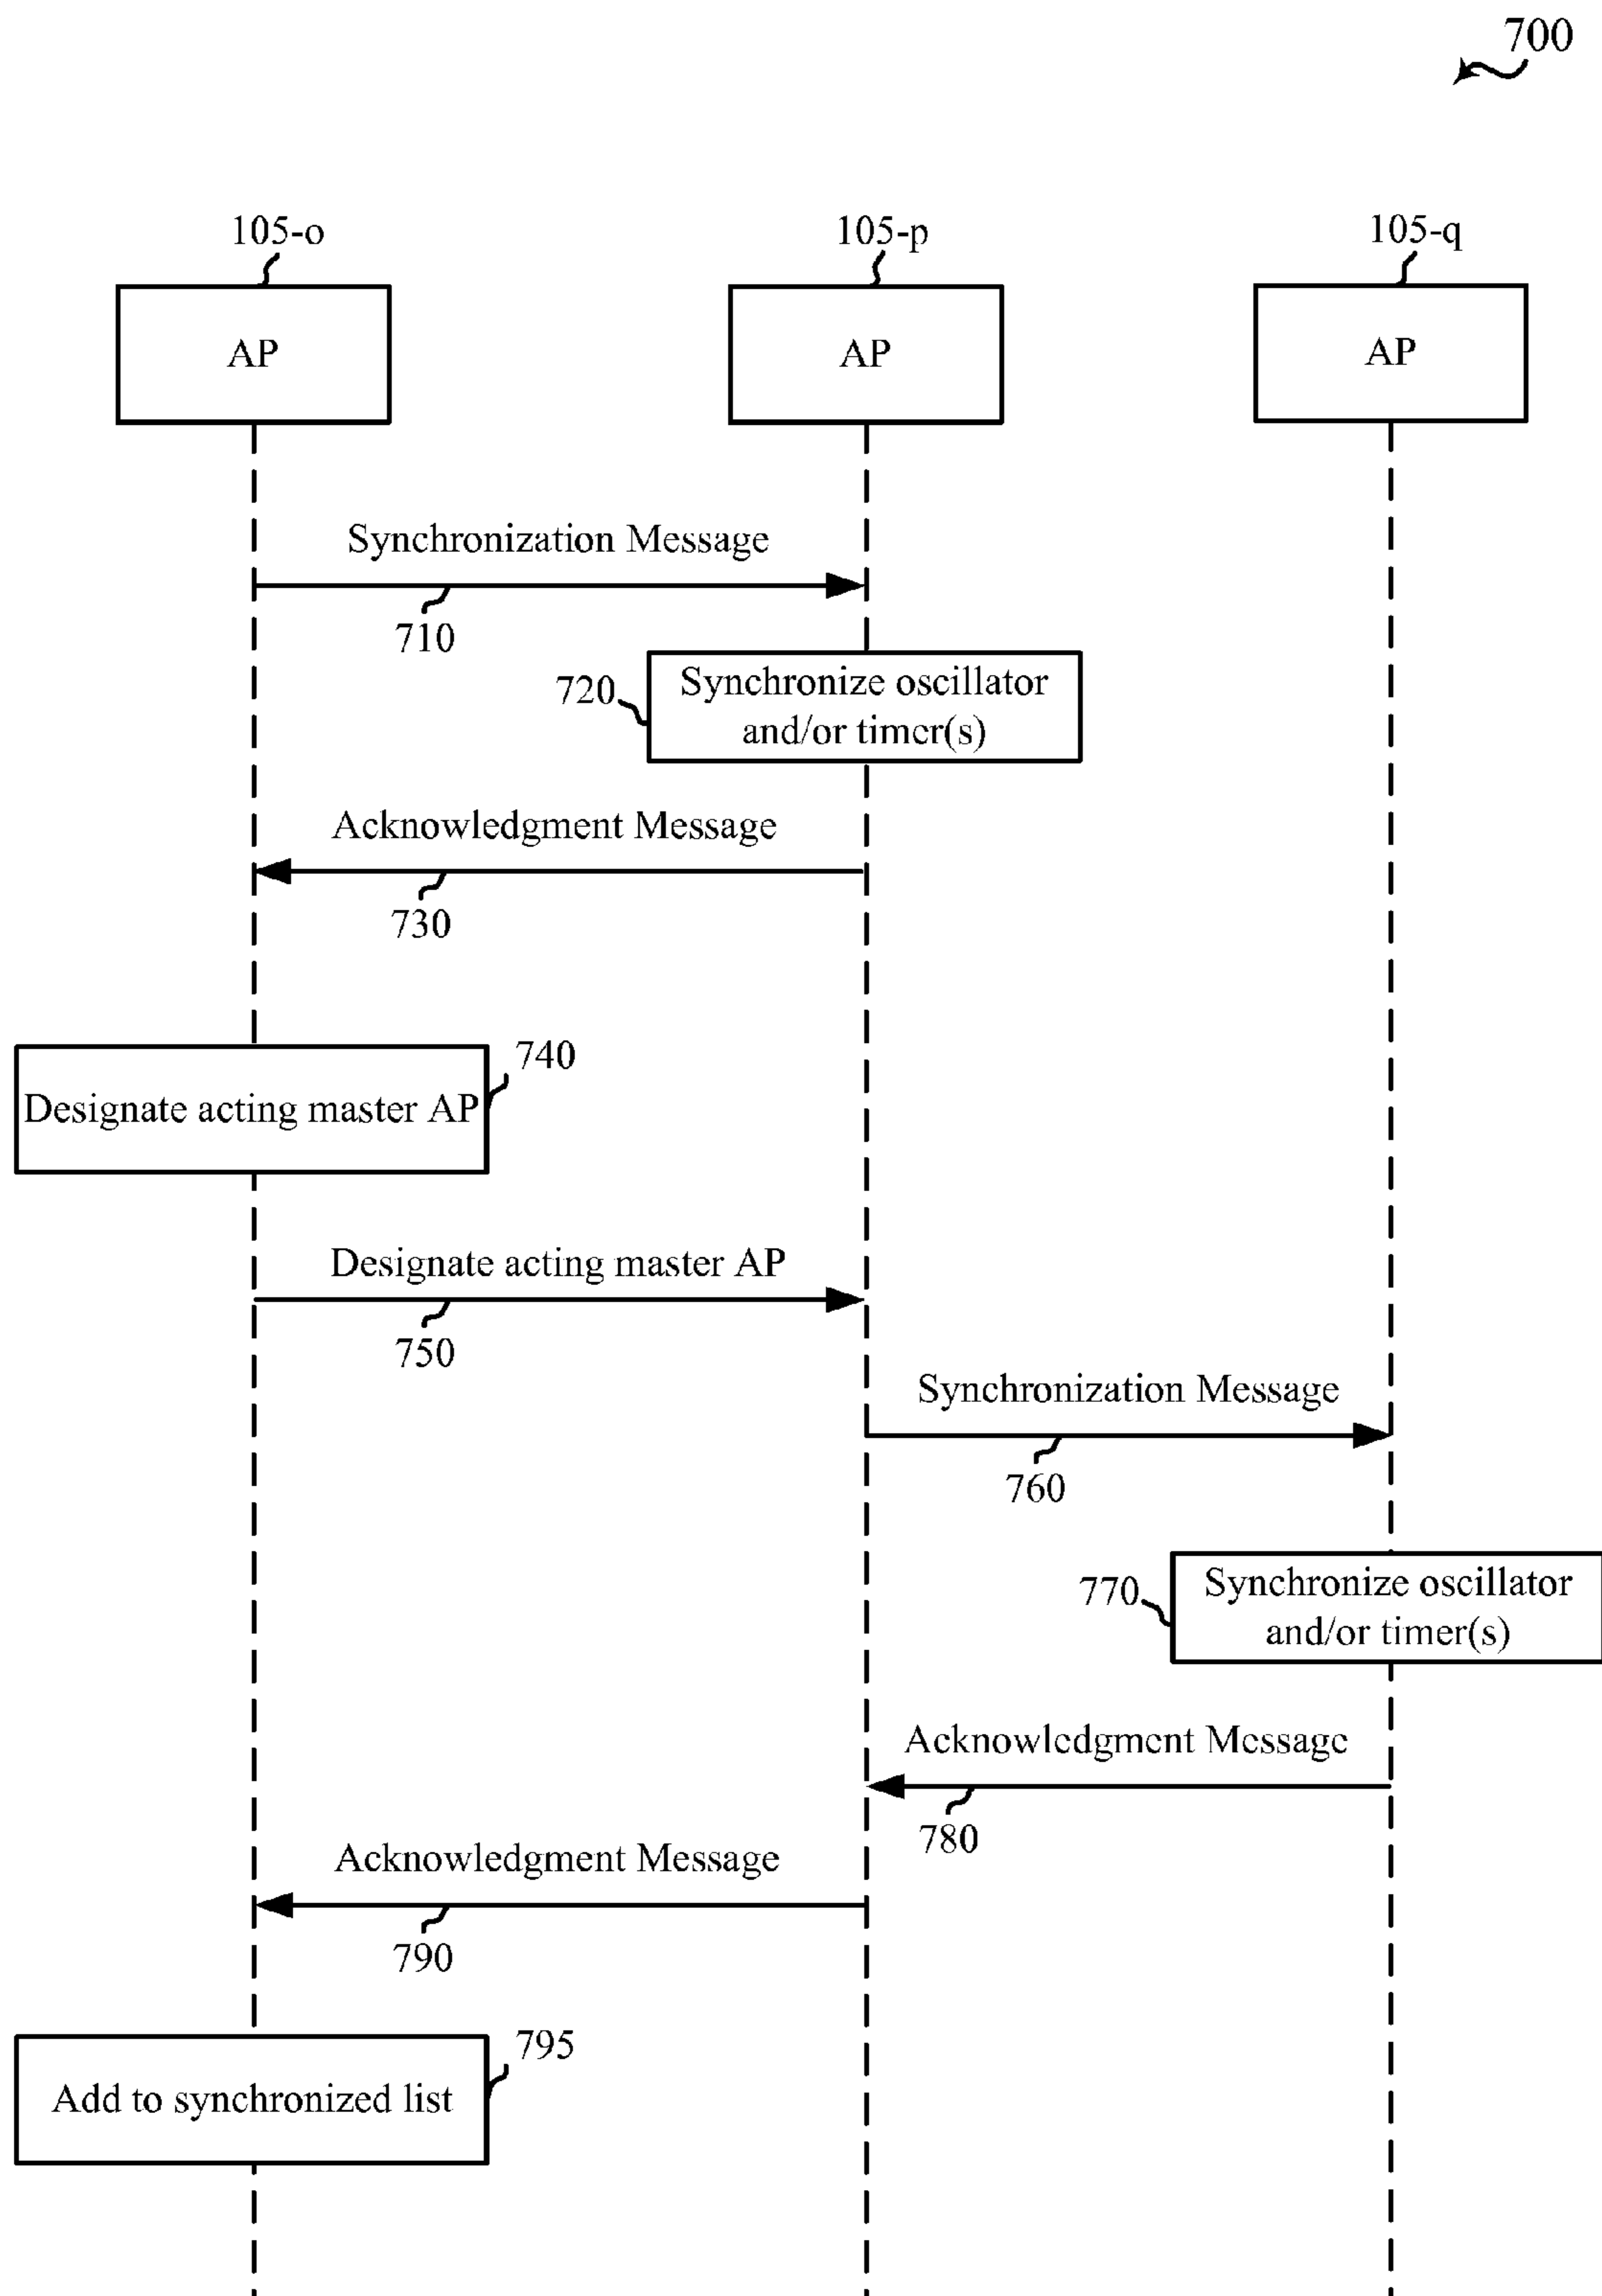 700
105-o
105-p
105-q
AP
AP
AP
Synchronization Message
710
720
Synchronize oscillator
and/or timer(s)
Acknowledgment Message
730
740
Designate acting master AP
Designate acting master AP
750
Synchronization Message
760
770
Synchronize oscillator
and/or timer(s)
Acknowledgment Message
780
Acknowledgment Message
790
795
Add to synchronized list